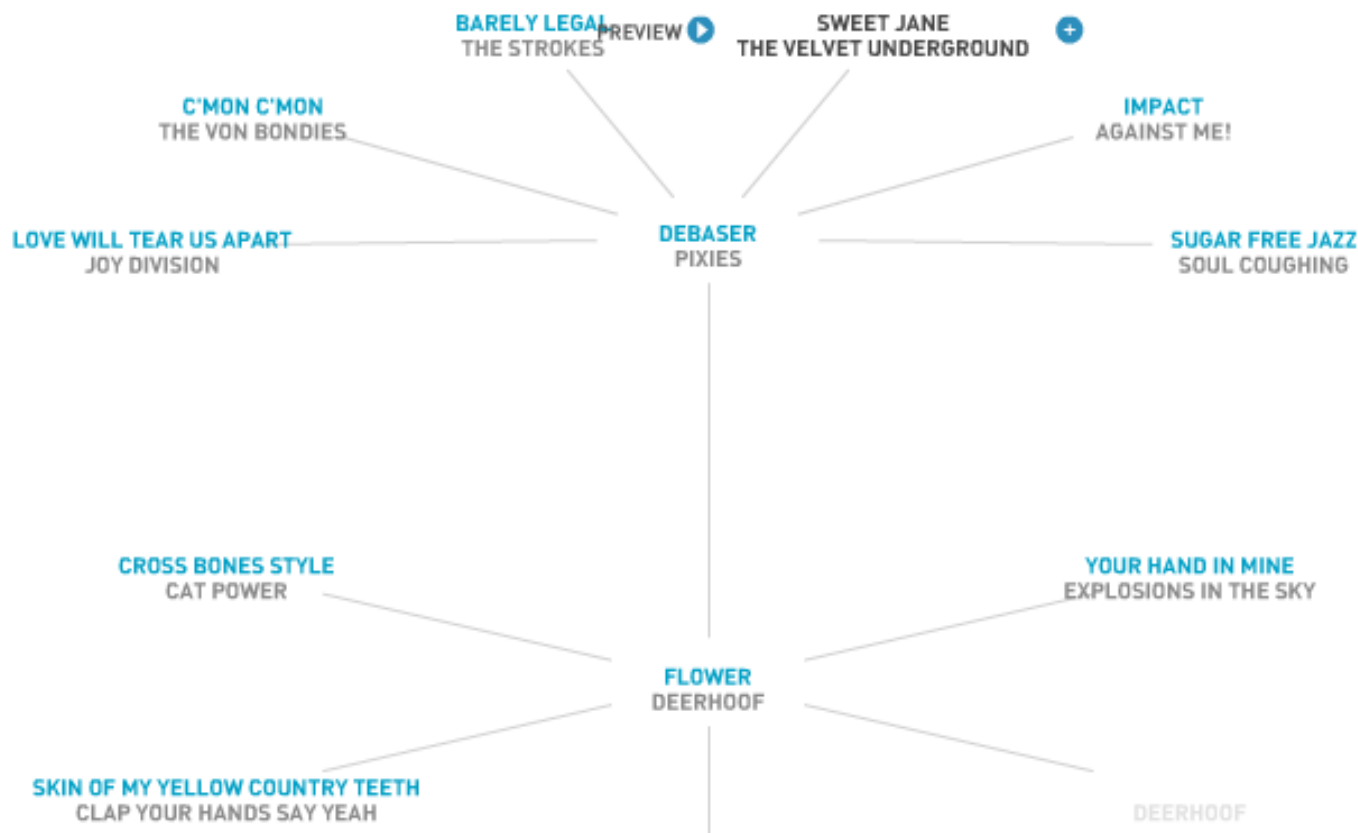 BARELY LEGAL
THE STROKES
PREVIEW
SWEET JANE
THE VELVET UNDERGROUND
C'MON C'MON
THE VON BONDIES
IMPACT
AGAINST ME!
LOVE WILL TEAR US APART
JOY DIVISION
DEBASER
PIXIES
SUGAR FREE JAZZ
SOUL COUGHING
CROSS BONES STYLE
CAT POWER
YOUR HAND IN MINE
EXPLOSIONS IN THE SKY
FLOWER
DEERHOOF
SKIN OF MY YELLOW COUNTRY TEETH
CLAP YOUR HANDS SAY YEAH
DEERHOOF